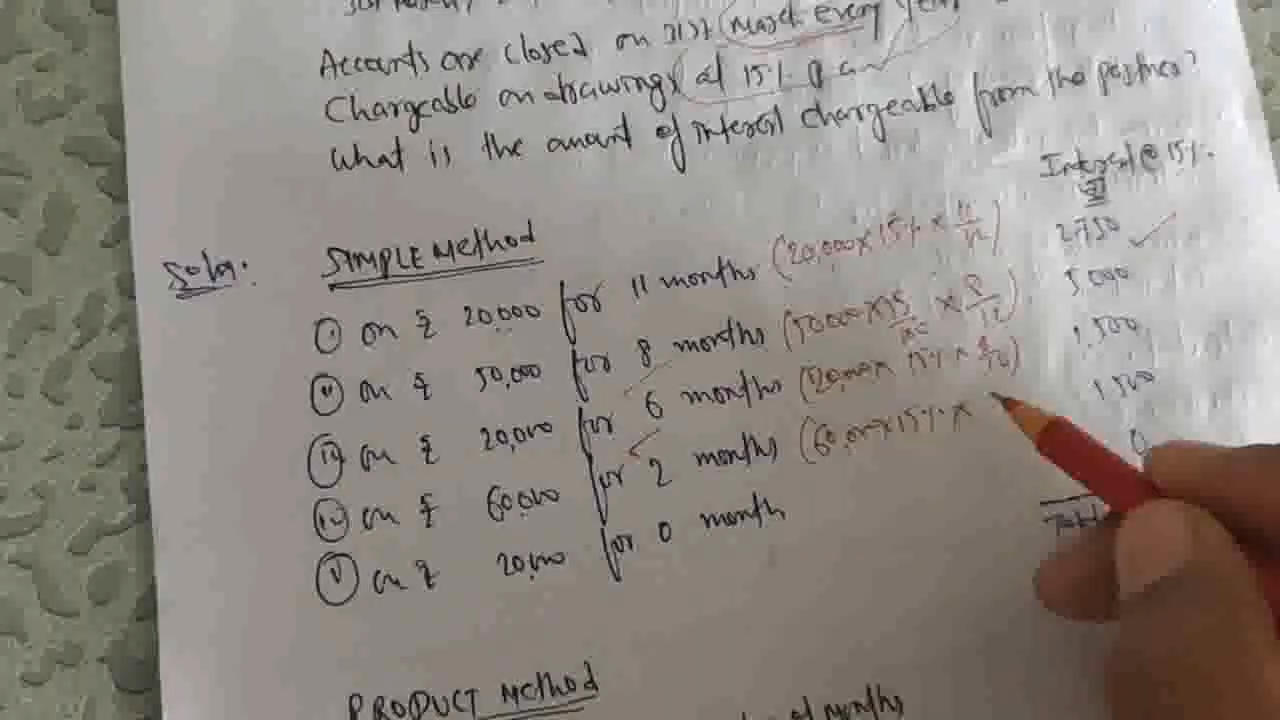 Accounts are closed on 31st March every year
Chargeable on drawings at 15%
What is the amount of interest chargeable from the partner?
Interest @ 15%.
Soln:
SIMPLE METHOD
(i) on ₹ 20,000 for 11 months (20,000 × 15% × 11/12) 2,750
(ii) on ₹ 50,000 for 8 months (50000 × 15/100 × 8/12) 5,000
on ₹ 20,000 for 6 months (20,000 × 15% × 6/12) 1,500
(iv) on ₹ 60,000 for 2 months (60,000 × 15% × 1,500
(v) on ₹ 20,000 for 0 month 0
PRODUCT METHOD
of months